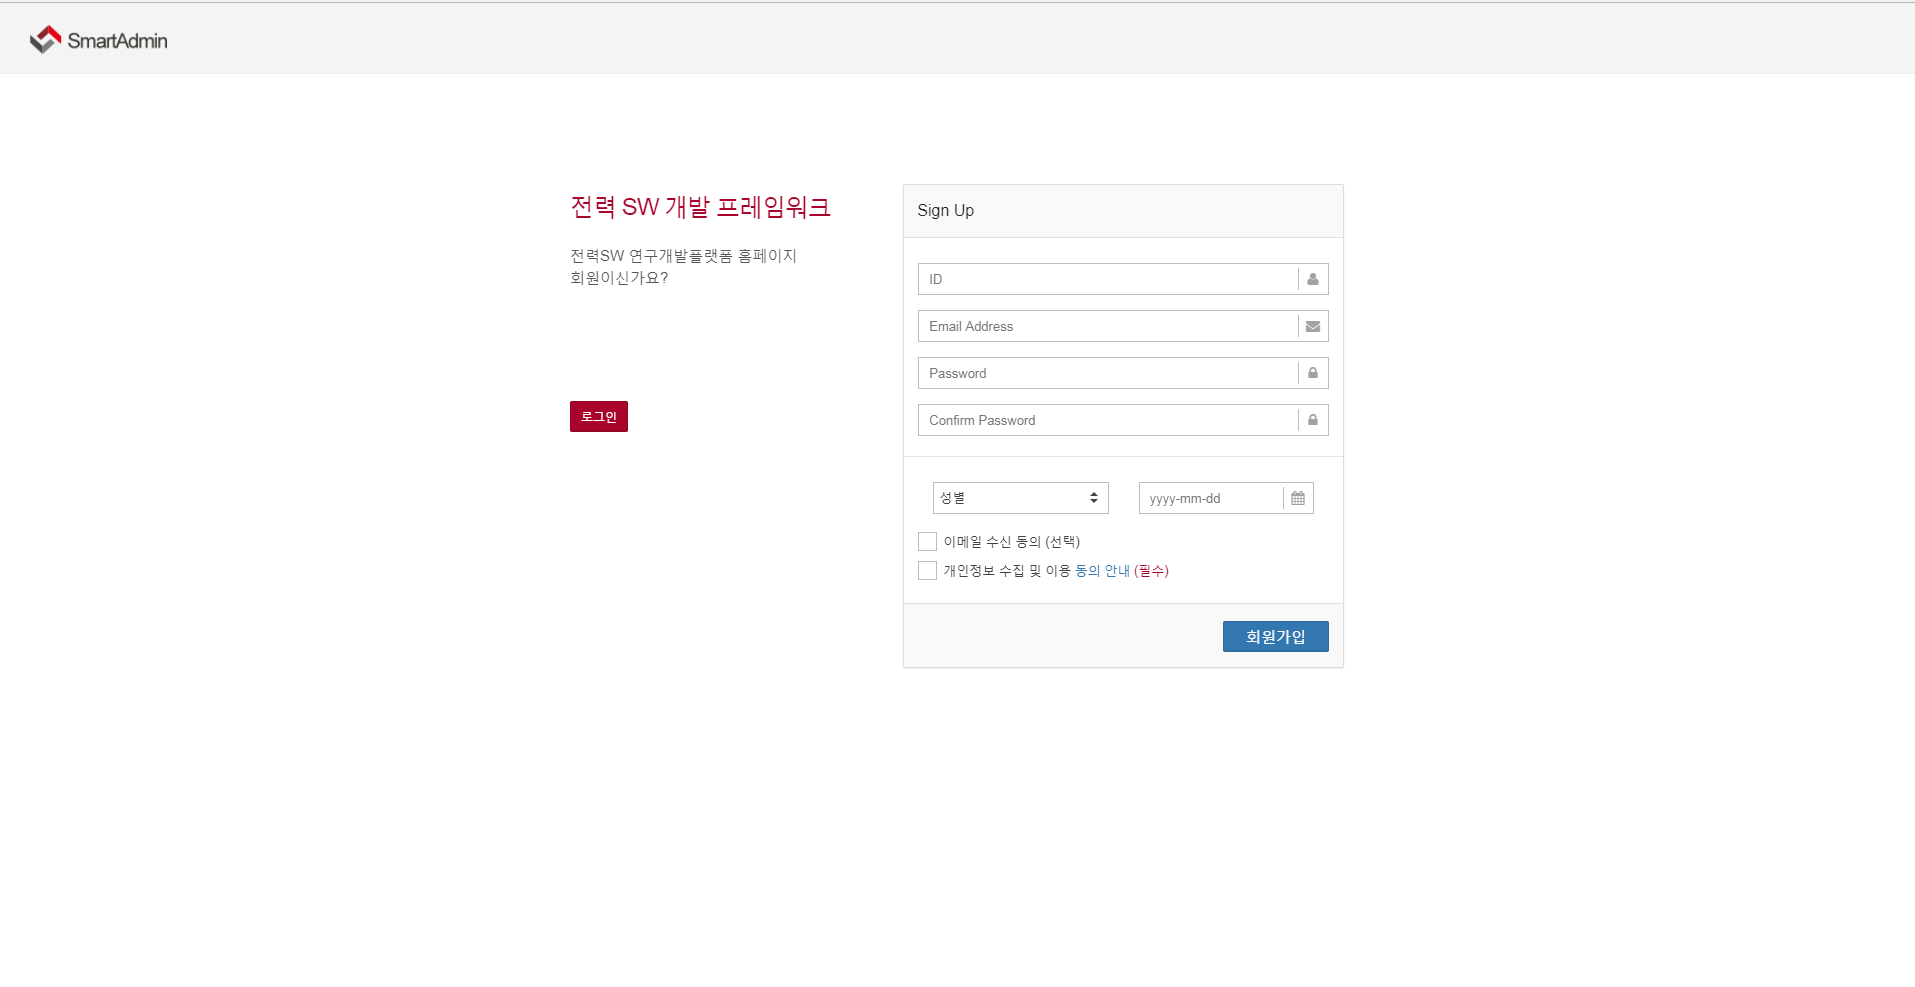 SmartAdmin
전력 SW 개발 프레임워크
전력SW 연구개발플랫폼 홈페이지
회원이신가요?
로그인
Sign Up
ID
Email Address
Password
Confirm Password
성별
yyyy-mm-dd
이메일 수신 동의 (선택)
개인정보 수집 및 이용 동의 안내 (필수)
회원가입